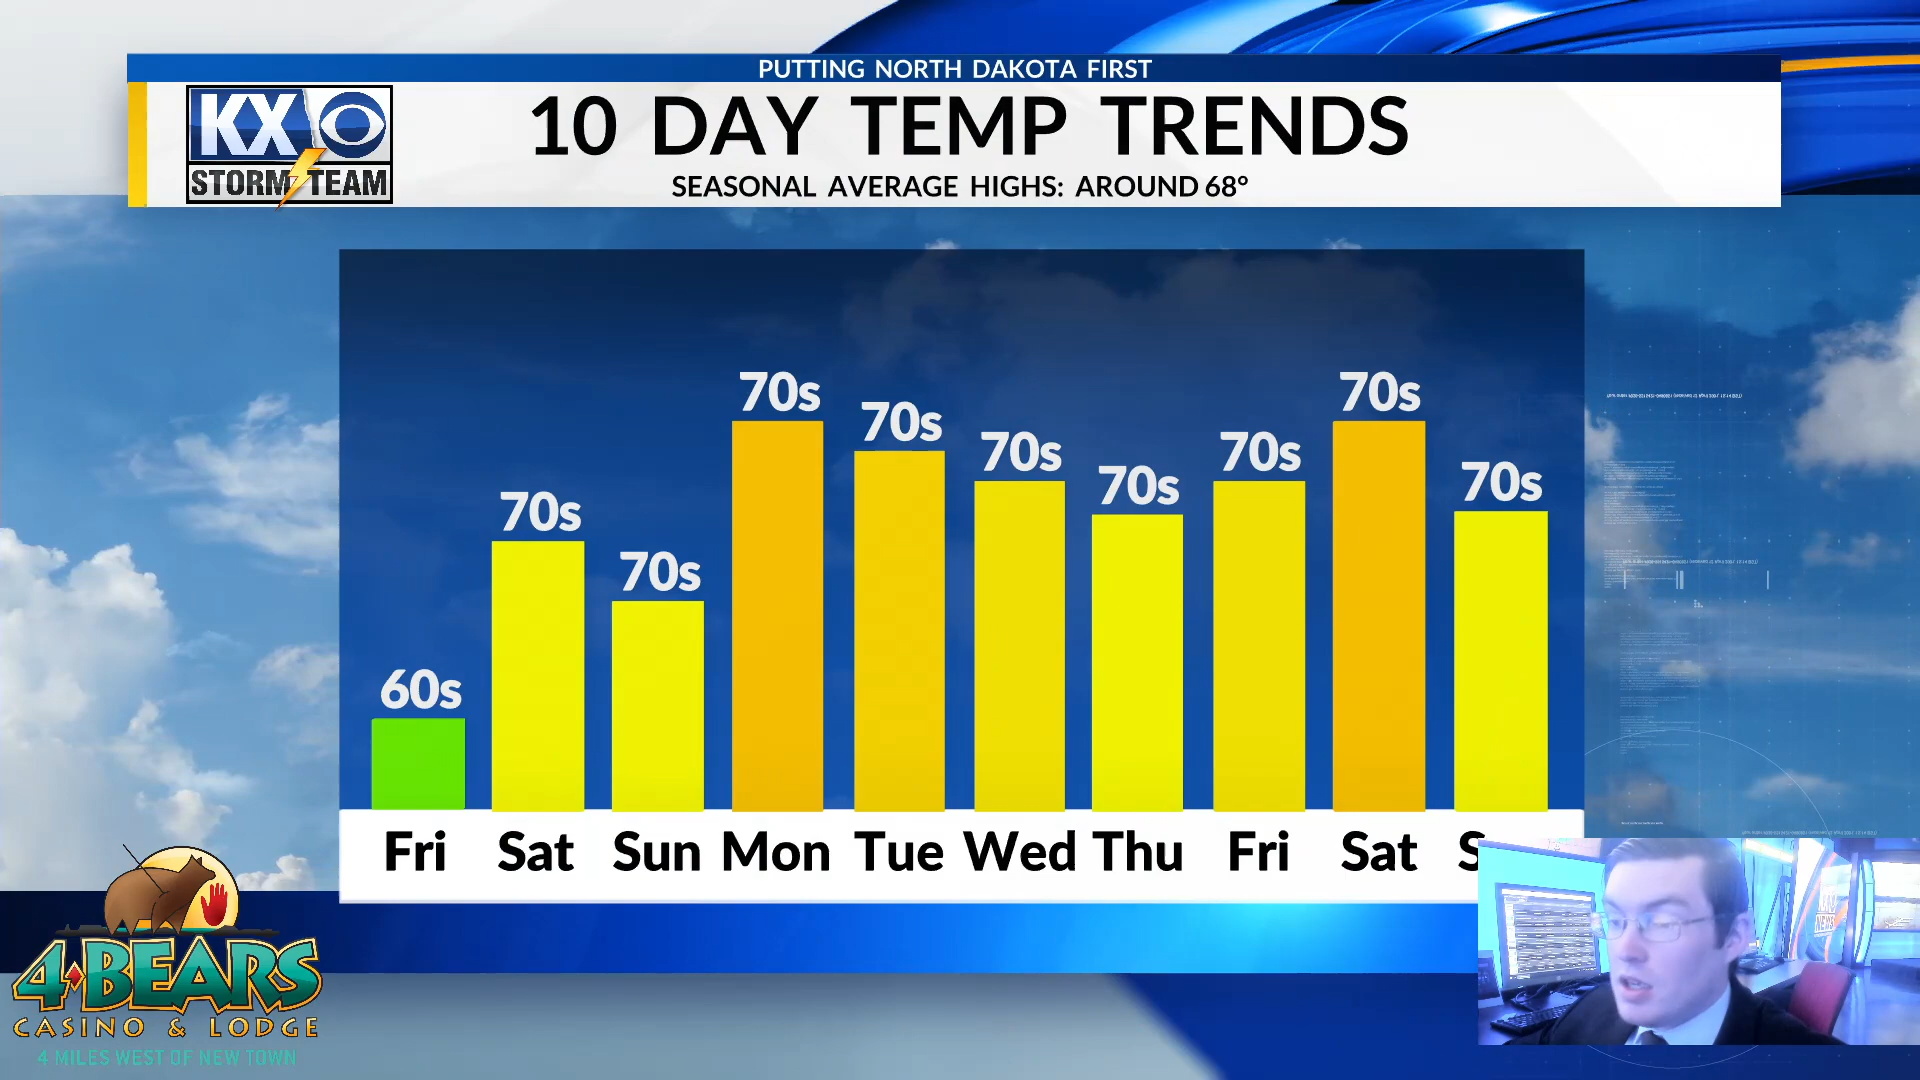 PUTTING NORTH DAKOTA FIRST
KX
STORM TEAM
10 DAY TEMP TRENDS
SEASONAL AVERAGE HIGHS: AROUND 68°
60s
70s
70s
70s
70s
70s
70s
70s
70s
70s
Fri
Sat
Sun
Mon
Tue
Wed
Thu
Fri
Sat
4 BEARS
CASINO & LODGE
4 MILES WEST OF NEW TOWN
KX
NEWS